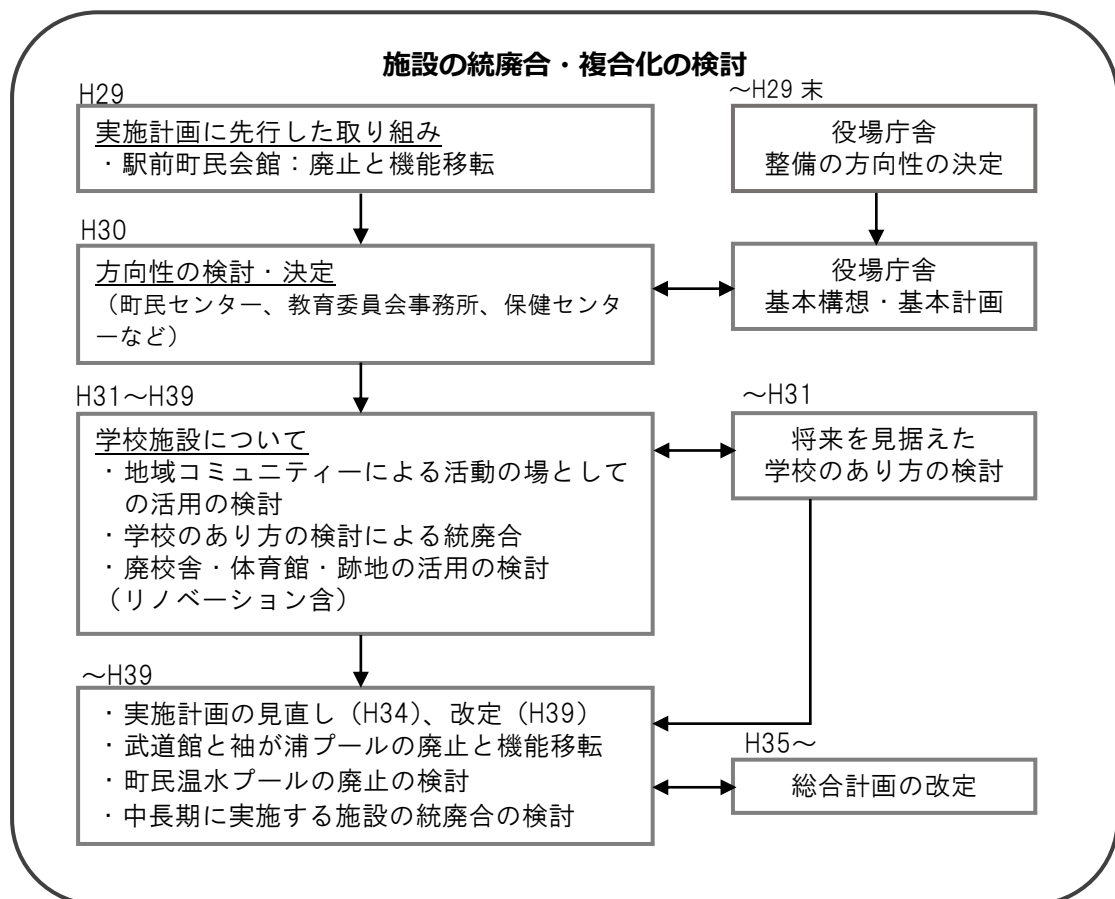 施設の統廃合・複合化の検討
H29
実施計画に先行した取り組み
・駅前町民会館：廃止と機能移転
～H29 末
役場庁舎
整備の方向性の決定
H30
方向性の検討・決定
（町民センター、教育委員会事務所、保健センタ
ーなど）
役場庁舎
基本構想・基本計画
H31～H39
学校施設について
・地域コミュニティーによる活動の場として
の活用の検討
・学校のあり方の検討による統廃合
・廃校舎・体育館・跡地の活用の検討
（リノベーション含）
～H31
将来を見据えた
学校のあり方の検討
～H39
・実施計画の見直し（H34）、改定（H39）
・武道館と袖が浦プールの廃止と機能移転
・町民温水プールの廃止の検討
・中長期に実施する施設の統廃合の検討
H35～
総合計画の改定